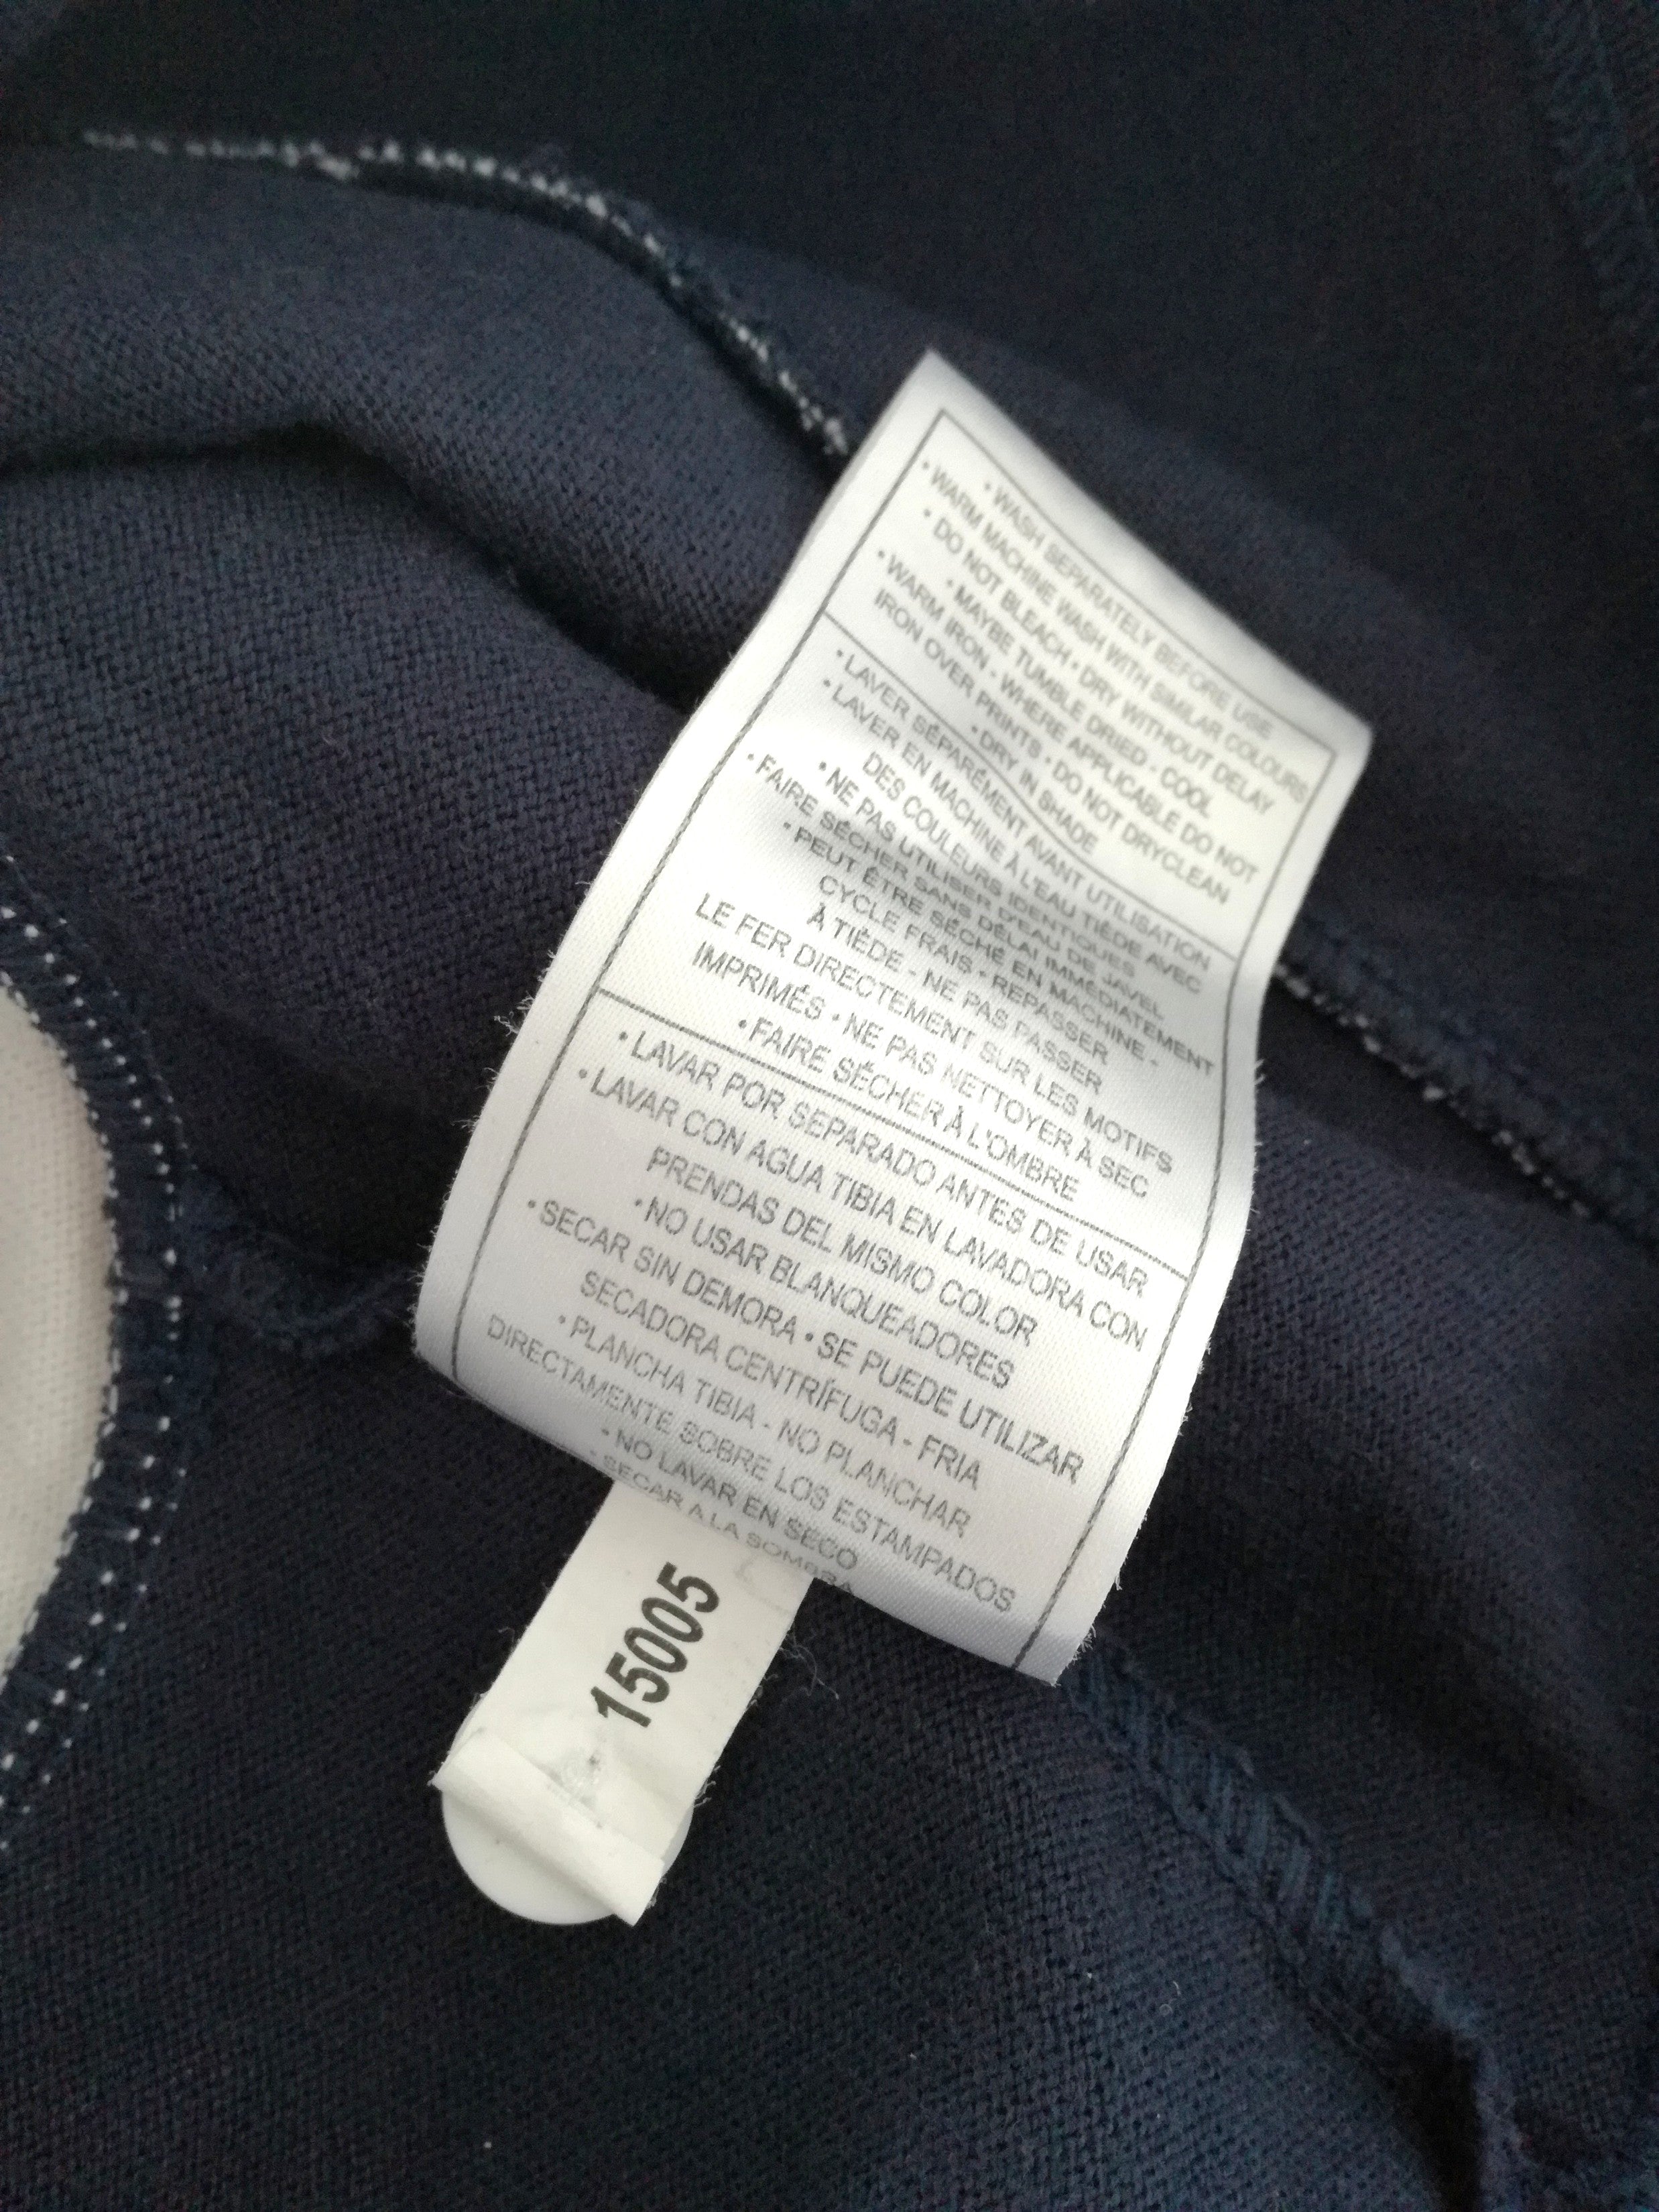 • WASH SEPARATELY BEFORE USE
• WARM MACHINE WASH WITH SIMILAR COLOURS
• DO NOT BLEACH • DRY WITHOUT DELAY
• MAYBE TUMBLE DRIED - COOL
• WARM IRON - WHERE APPLICABLE DO NOT
IRON OVER PRINTS • DO NOT DRYCLEAN
• DRY IN SHADE
• LAVER SÉPARÉMENT AVANT UTILISATION
• LAVER EN MACHINE À L'EAU TIÈDE AVEC
DES COULEURS IDENTIQUES
• NE PAS UTILISER D'EAU DE JAVEL
• FAIRE SÉCHER SANS DÉLAI IMMÉDIATEMENT
• PEUT ÊTRE SÉCHÉ EN MACHINE -
CYCLE FRAIS • REPASSER
À TIÈDE - NE PAS PASSER
LE FER DIRECTEMENT SUR LES MOTIFS
IMPRIMÉS • NE PAS NETTOYER À SEC
• FAIRE SÉCHER À L'OMBRE
• LAVAR POR SEPARADO ANTES DE USAR
• LAVAR CON AGUA TIBIA EN LAVADORA CON
PRENDAS DEL MISMO COLOR
• NO USAR BLANQUEADORES
• SECAR SIN DEMORA • SE PUEDE UTILIZAR
SECADORA CENTRÍFUGA - FRIA
• PLANCHA TIBIA - NO PLANCHAR
DIRECTAMENTE SOBRE LOS ESTAMPADOS
• NO LAVAR EN SECO
- SECAR A LA SOMBRA
15005